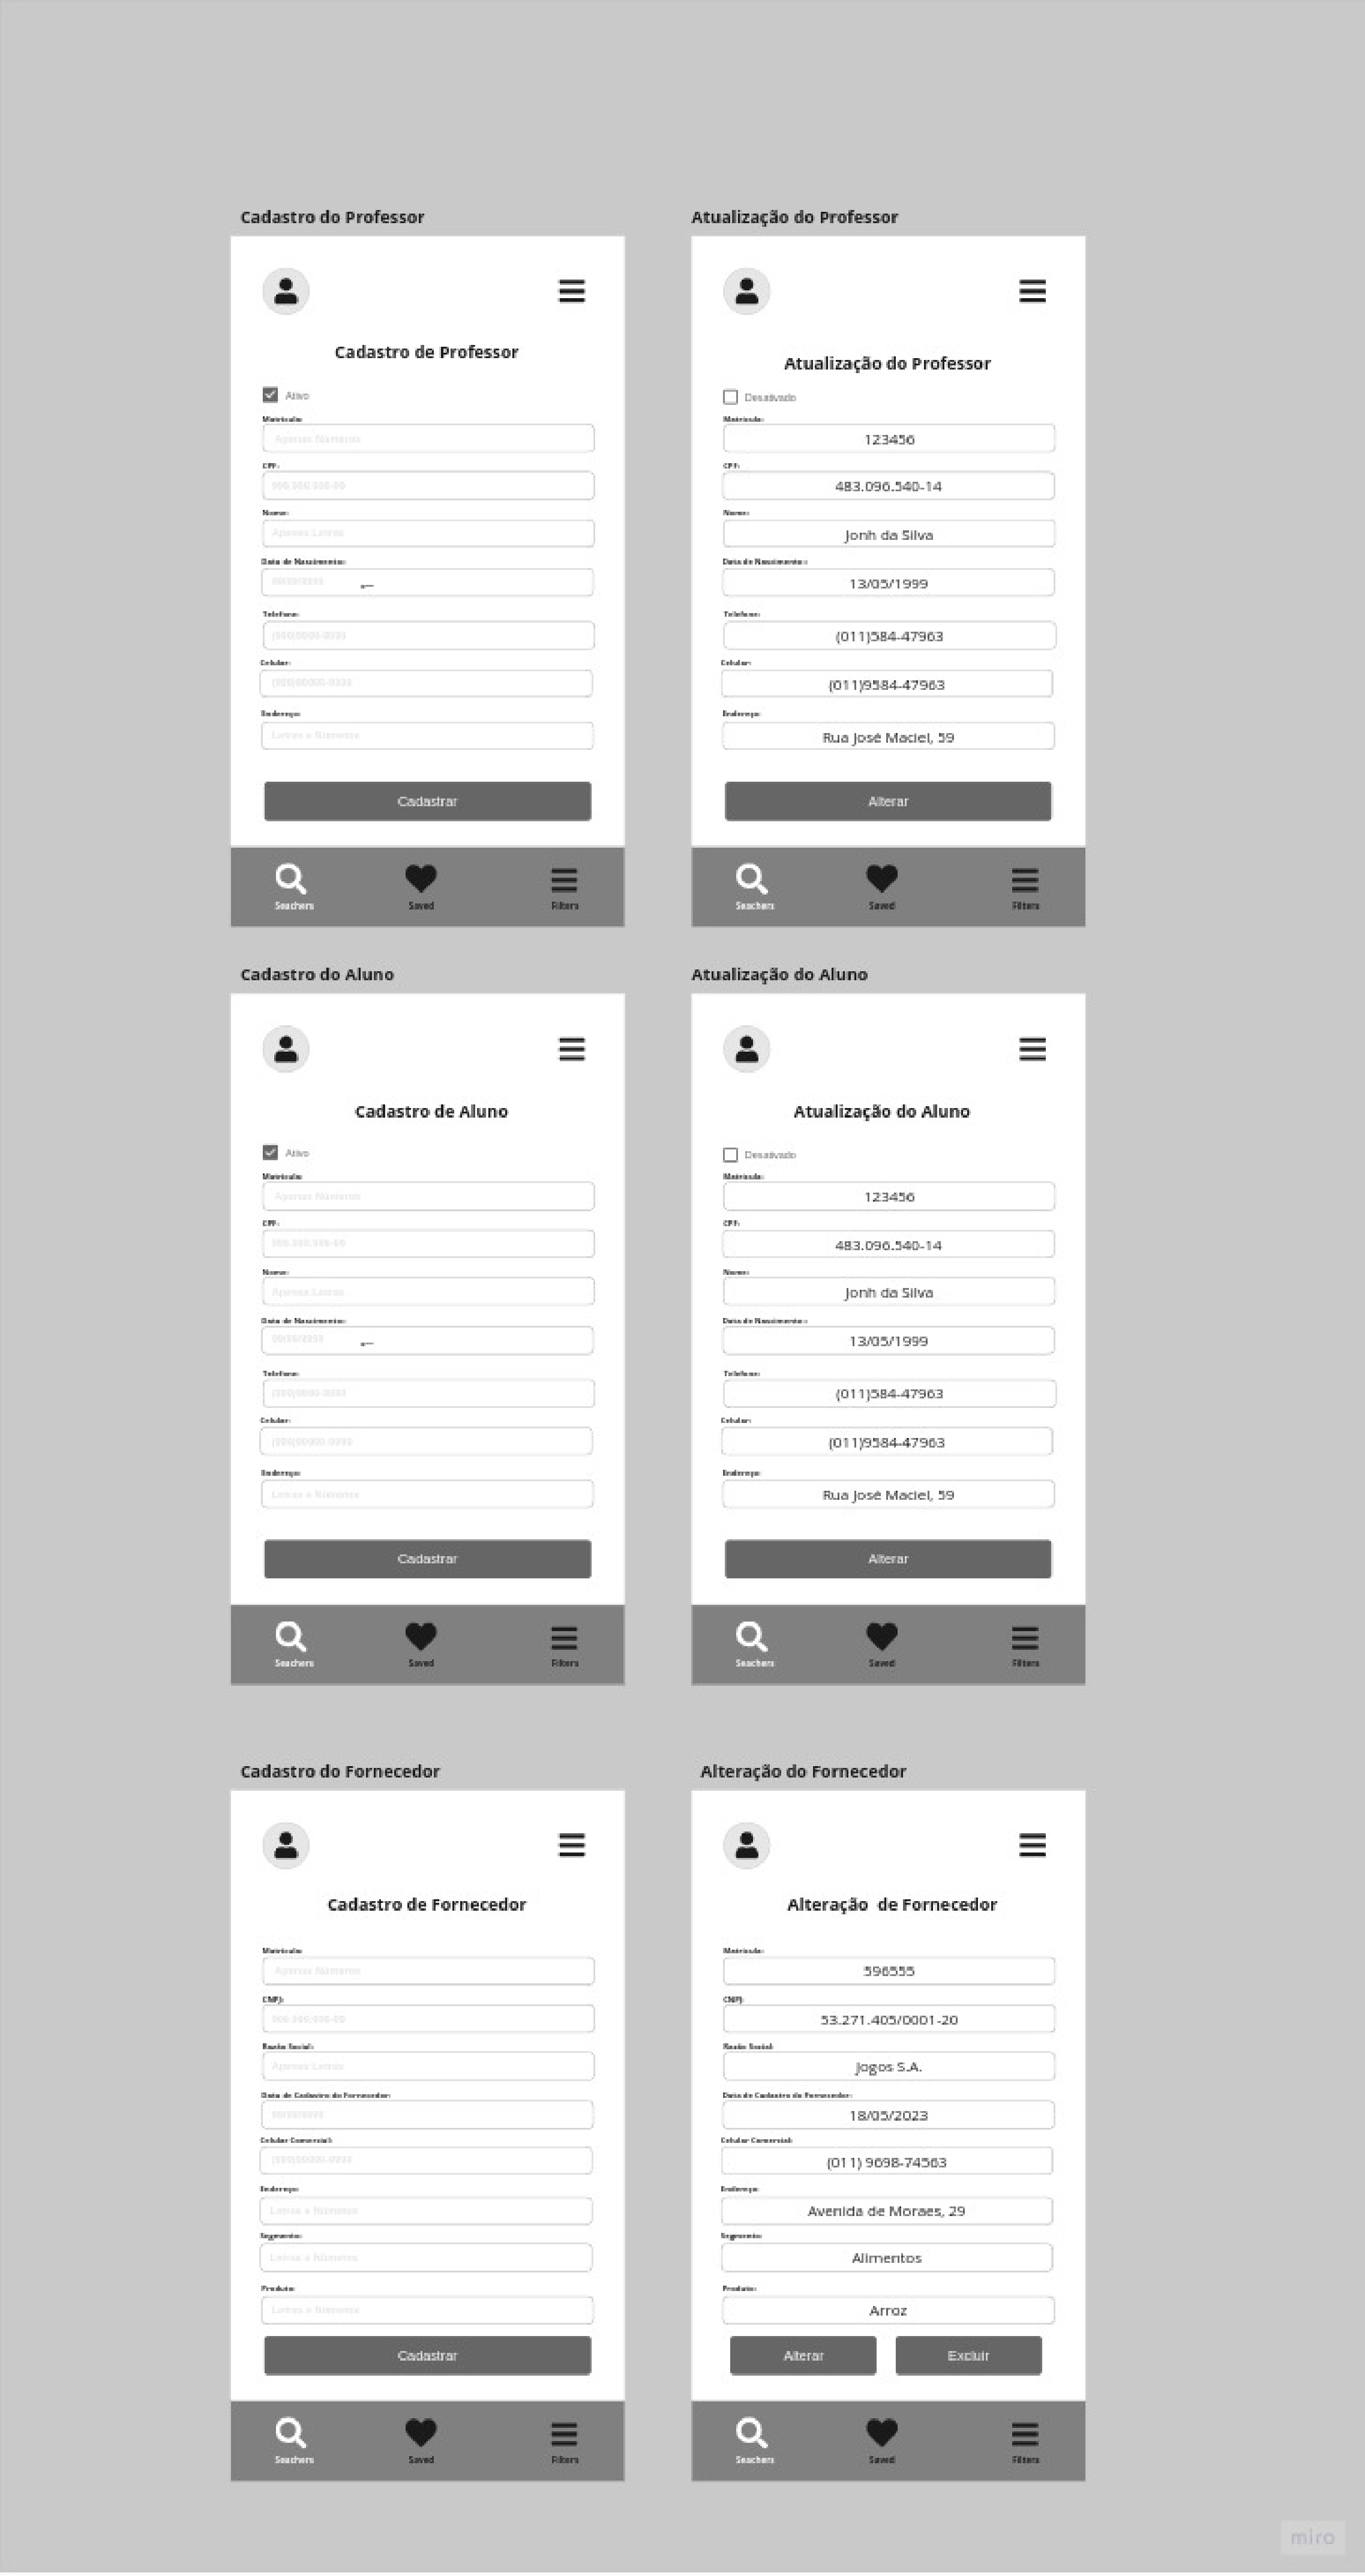 Cadastro do Professor
Cadastro de Professor
Ativo
Matrícula:
Apenas Números
CPF:
000.000.000-00
Nome:
Apenas Letras
Data de Nascimento:
00/00/0000
Telefone:
(000)0000-0000
Celular:
(000)00000-0000
Endereço:
Letras e Números
Cadastrar
Seachers
Saved
Filters
Atualização do Professor
Atualização do Professor
Desativado
Matrícula:
123456
CPF:
483.096.540-14
Nome:
Jonh da Silva
Data de Nascimento:
13/05/1999
Telefone:
(011)584-47963
Celular:
(011)9584-47963
Endereço:
Rua José Maciel, 59
Alterar
Seachers
Saved
Filters
Cadastro do Aluno
Cadastro de Aluno
Ativo
Matrícula:
Apenas Números
CPF:
000.000.000-00
Nome:
Apenas Letras
Data de Nascimento:
00/00/0000
Telefone:
(000)0000-0000
Celular:
(000)00000-0000
Endereço:
Letras e Números
Cadastrar
Seachers
Saved
Filters
Atualização do Aluno
Atualização do Aluno
Desativado
Matrícula:
123456
CPF:
483.096.540-14
Nome:
Jonh da Silva
Data de Nascimento:
13/05/1999
Telefone:
(011)584-47963
Celular:
(011)9584-47963
Endereço:
Rua José Maciel, 59
Alterar
Seachers
Saved
Filters
Cadastro do Fornecedor
Cadastro de Fornecedor
Matrícula:
Apenas Números
CNPJ:
000.000.000-00
Razão Social:
Apenas Letras
Data de Cadastro do Fornecedor:
00/00/0000
Celular Comercial:
(000)00000-0000
Endereço:
Letras e Números
Segmento:
Letras e Números
Produto:
Letras e Números
Cadastrar
Seachers
Saved
Filters
Alteração do Fornecedor
Alteração de Fornecedor
Matrícula:
596555
CNPJ:
53.271.405/0001-20
Razão Social:
Jogos S.A.
Data de Cadastro do Fornecedor:
18/05/2023
Celular Comercial:
(011) 9698-74563
Endereço:
Avenida de Moraes, 29
Segmento:
Alimentos
Produto:
Arroz
Alterar
Excluir
Seachers
Saved
Filters
miro